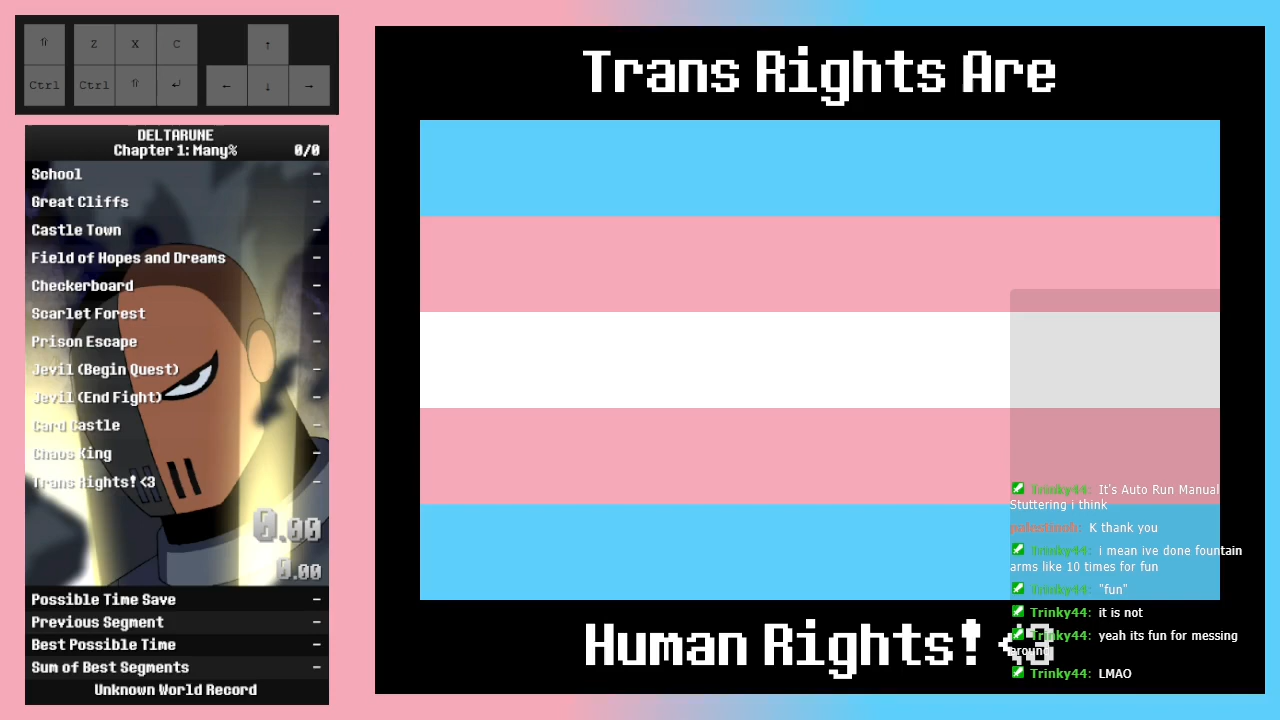 ⇧ Z X C ↑
Ctrl Ctrl ⇧ ↵ ← ↓ →
DELTARUNE
Chapter 1: Many% 0/0
School -
Great Cliffs -
Castle Town -
Field of Hopes and Dreams -
Checkerboard -
Scarlet Forest -
Prison Escape -
Jevil (Begin Quest) -
Jevil (End Fight) -
Card Castle -
Chaos King -
Trans Rights! <3 -
0.00
0.00
Possible Time Save -
Previous Segment -
Best Possible Time -
Sum of Best Segments -
Unknown World Record
Trans Rights Are
Human Rights! <3
Trinky44: It's Auto Run Manual
Stuttering i think
K thank you
Trinky44: i mean ive done fountain
arms like 10 times for fun
Trinky44: "fun"
Trinky44: it is not
Trinky44: yeah its fun for messing
around
Trinky44: LMAO